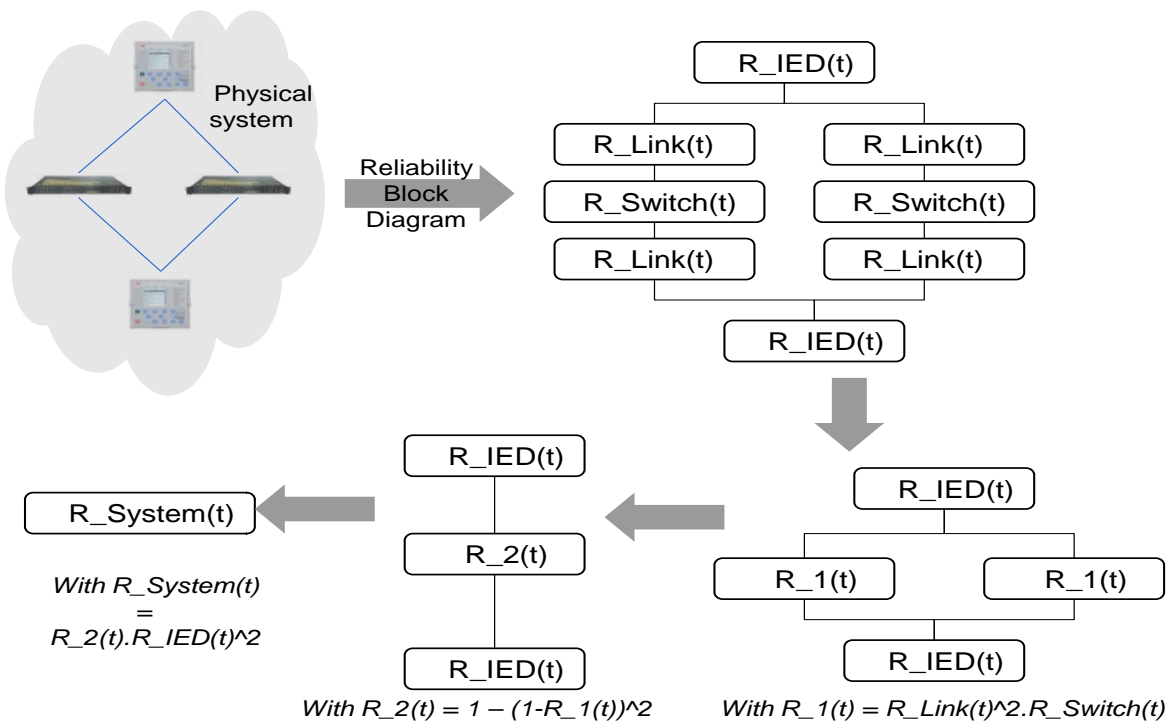 Physical
system
Reliability
Block
Diagram
R_IED(t)
R_Link(t)
R_Link(t)
R_Switch(t)
R_Switch(t)
R_Link(t)
R_Link(t)
R_IED(t)
R_IED(t)
R_1(t)
R_1(t)
R_IED(t)
With R_1(t) = R_Link(t)^2.R_Switch(t)
R_IED(t)
R_2(t)
R_IED(t)
With R_2(t) = 1 – (1-R_1(t))^2
R_System(t)
With R_System(t)
=
R_2(t).R_IED(t)^2